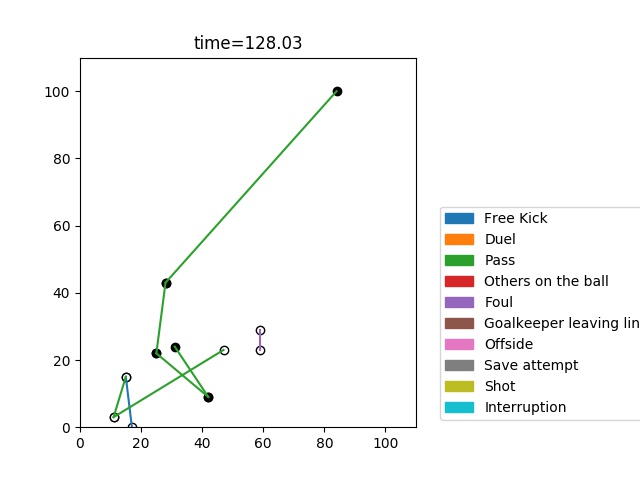 time=128.03
100
80
60
40
20
0
0 20 40 60 80 100
Free Kick
Duel
Pass
Others on the ball
Foul
Goalkeeper leaving lin
Offside
Save attempt
Shot
Interruption